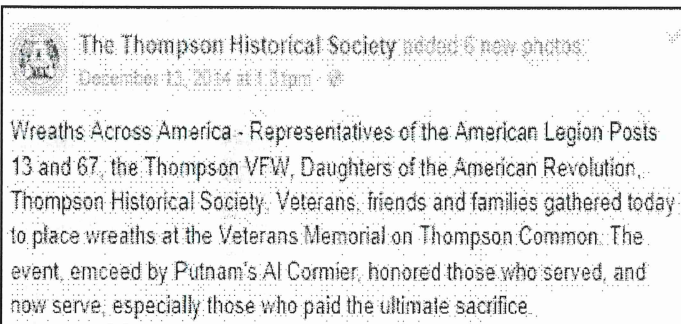 The Thompson Historical Society added 6 new photos.
December 13, 2014 at 1:31pm
Wreaths Across America - Representatives of the American Legion Posts
13 and 67, the Thompson VFW, Daughters of the American Revolution,
Thompson Historical Society, Veterans, friends and families gathered today
to place wreaths at the Veterans Memorial on Thompson Common. The
event, emceed by Putnam's Al Cormier, honored those who served, and
now serve, especially those who paid the ultimate sacrifice.